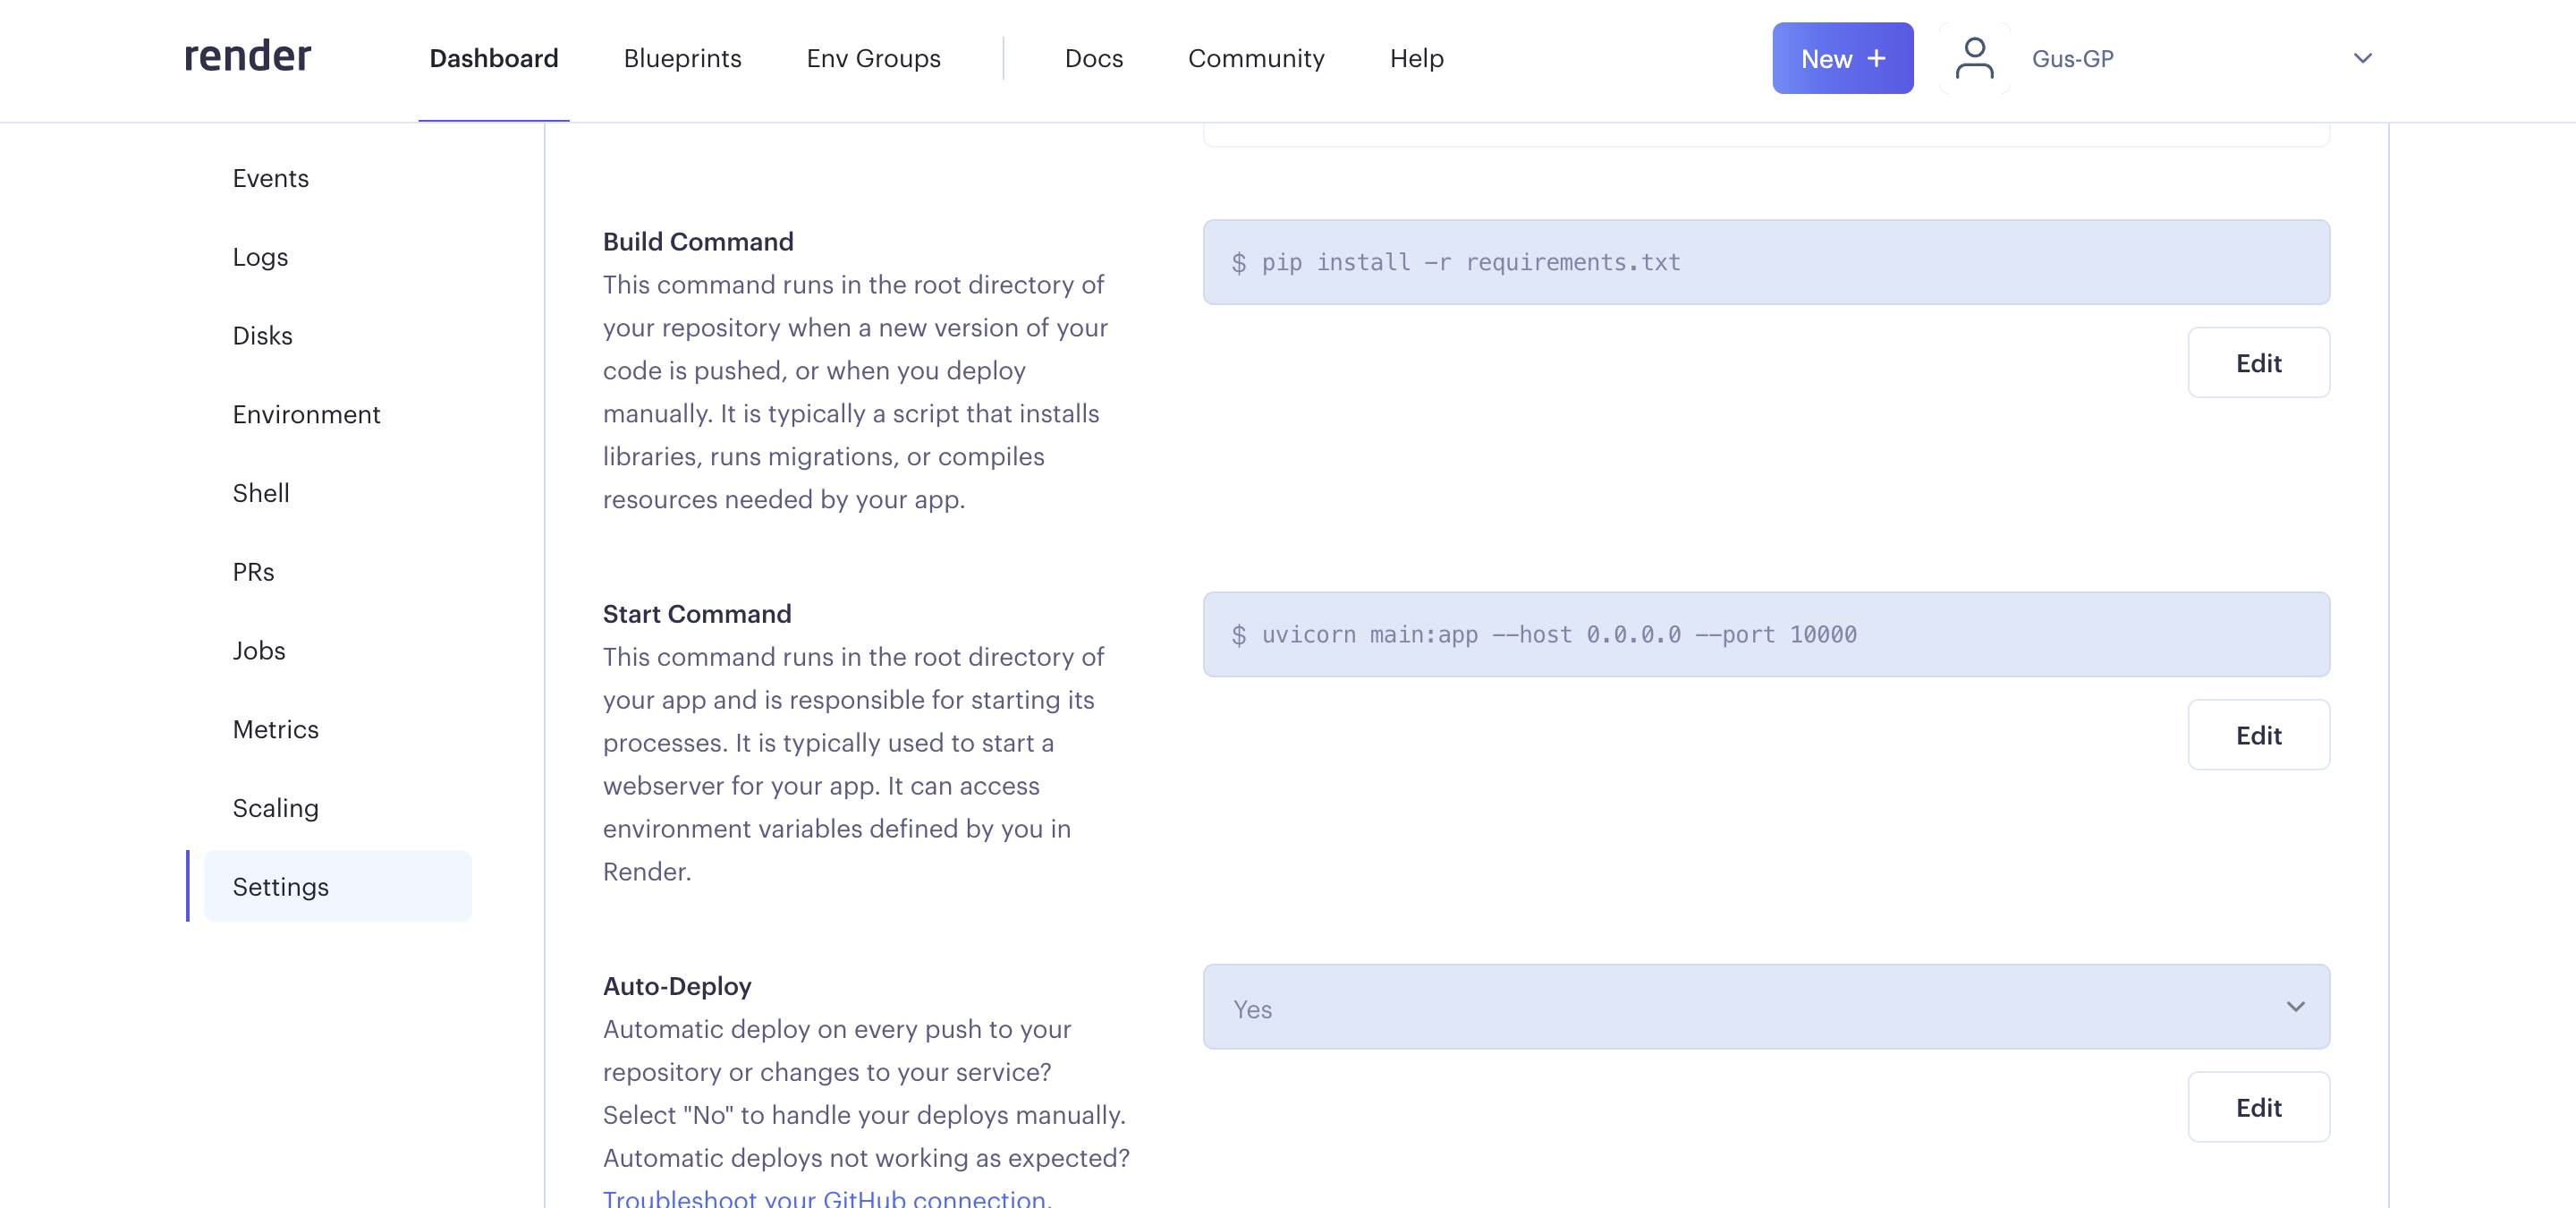 render
Dashboard
Blueprints
Env Groups
Docs
Community
Help
New +
Gus-GP
Events
Logs
Disks
Environment
Shell
PRs
Jobs
Metrics
Scaling
Settings
Build Command
This command runs in the root directory of
your repository when a new version of your
code is pushed, or when you deploy
manually. It is typically a script that installs
libraries, runs migrations, or compiles
resources needed by your app.
$ pip install -r requirements.txt
Edit
Start Command
This command runs in the root directory of
your app and is responsible for starting its
processes. It is typically used to start a
webserver for your app. It can access
environment variables defined by you in
Render.
$ uvicorn main:app --host 0.0.0.0 --port 10000
Edit
Auto-Deploy
Automatic deploy on every push to your
repository or changes to your service?
Select "No" to handle your deploys manually.
Automatic deploys not working as expected?
Troubleshoot your GitHub connection.
Yes
Edit